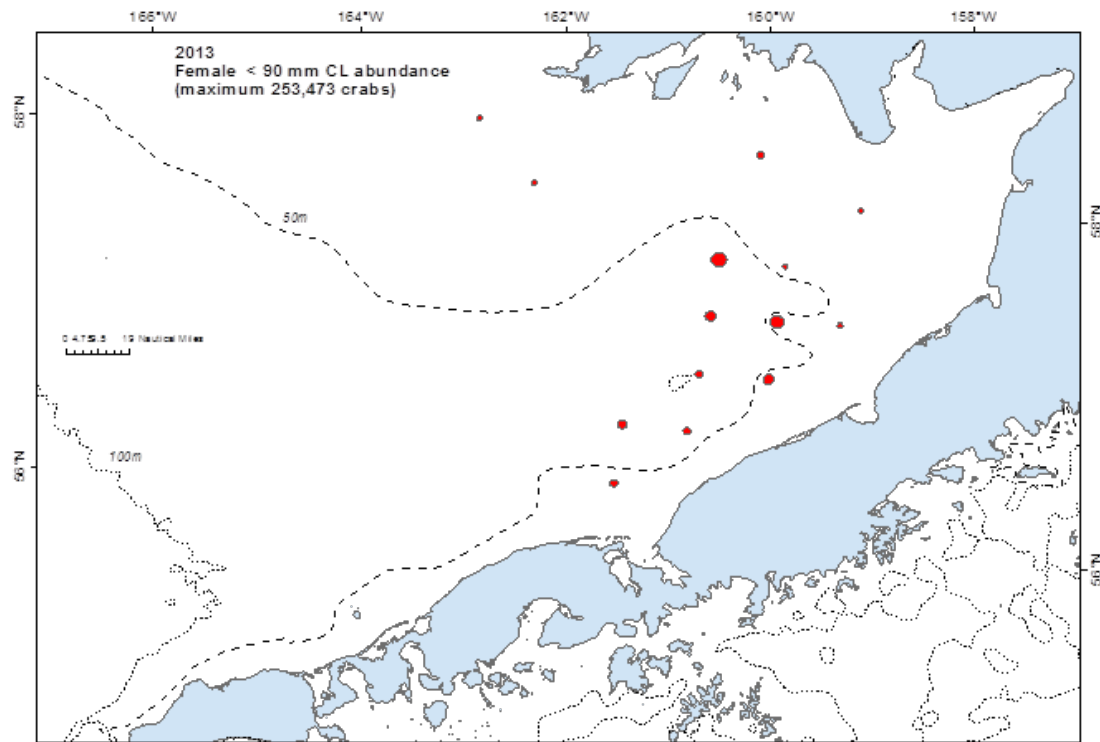 166°W 164°W 162°W 160°W 158°W
2013
Female < 90 mm CL abundance
(maximum 253,473 crabs)
58°N
58°N
50m
19 Nautical Miles
100m
56°N
56°N